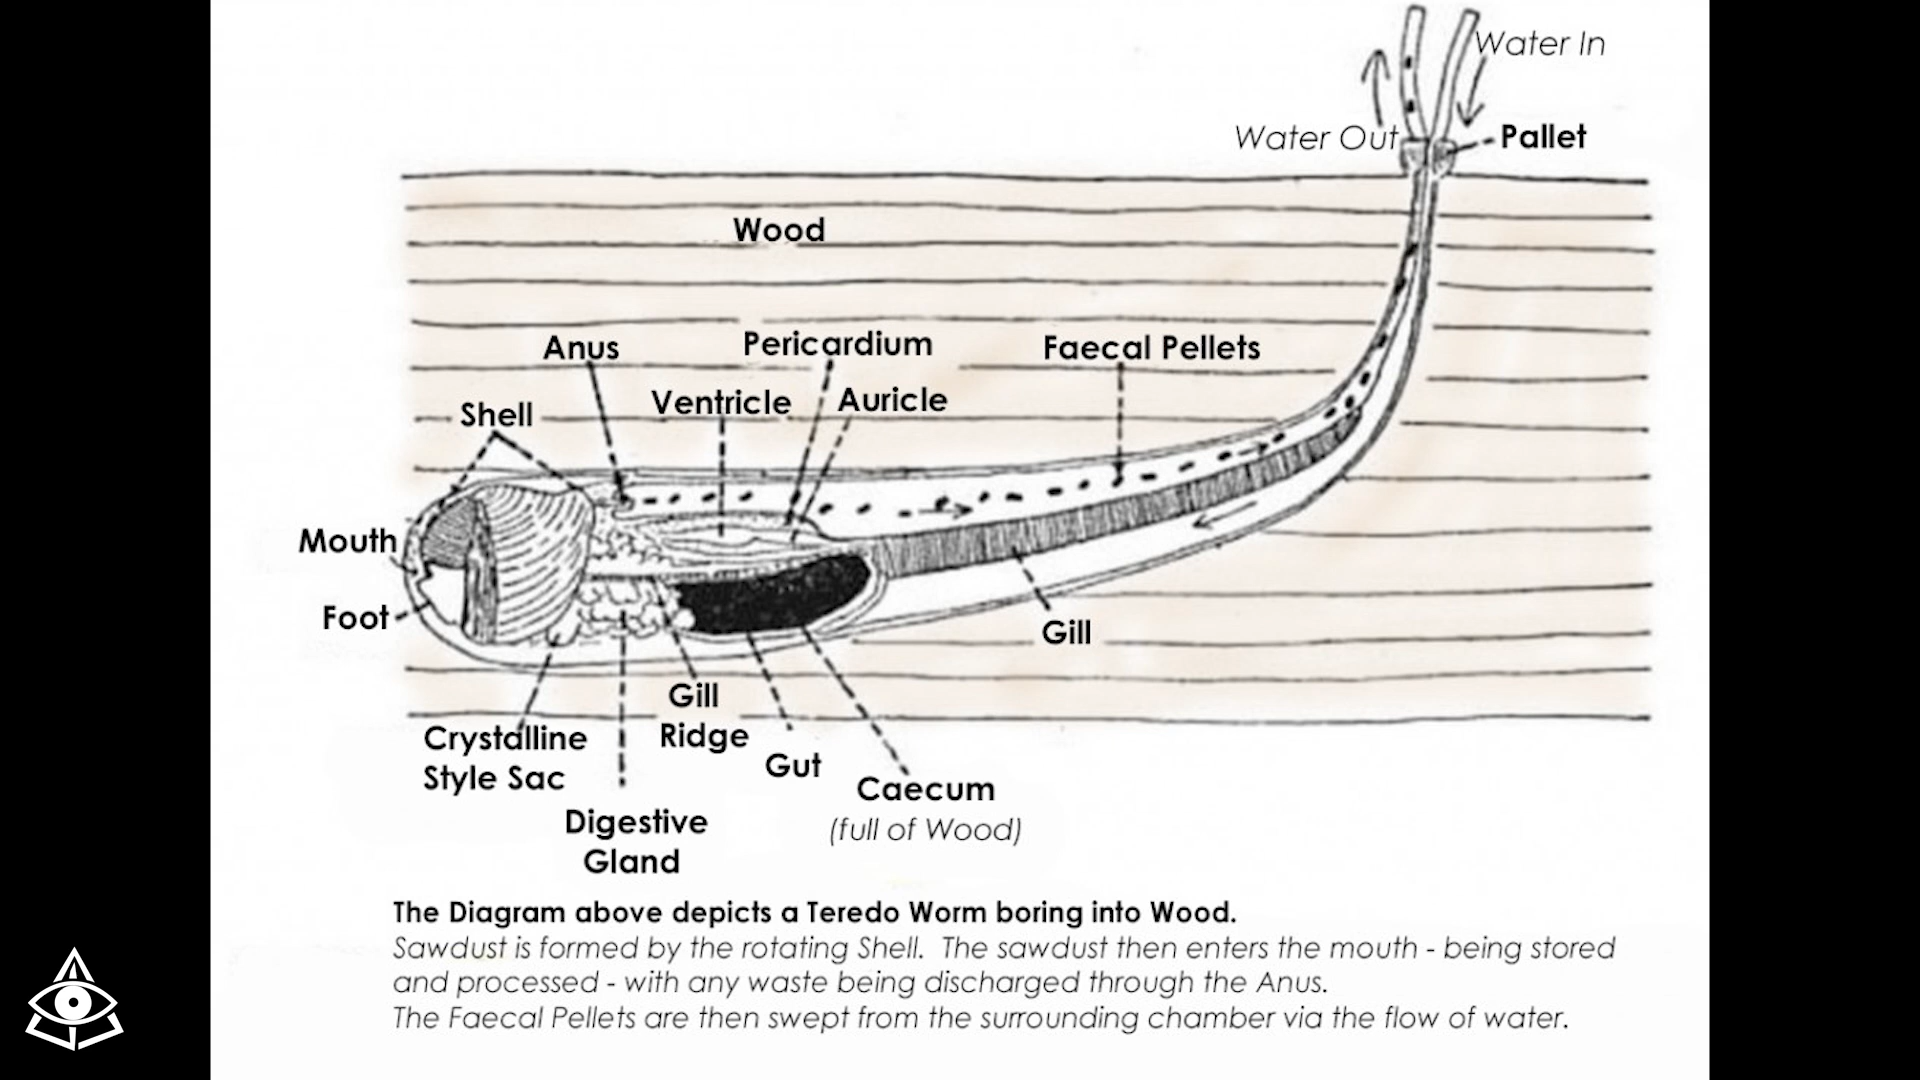 Water In
Water Out
Pallet
Wood
Anus
Pericardium
Faecal Pellets
Ventricle
Auricle
Shell
Mouth
Foot
Gill
Gill
Ridge
Crystalline
Style Sac
Gut
Caecum
(full of Wood)
Digestive
Gland
The Diagram above depicts a Teredo Worm boring into Wood.
Sawdust is formed by the rotating Shell. The sawdust then enters the mouth - being stored
and processed - with any waste being discharged through the Anus.
The Faecal Pellets are then swept from the surrounding chamber via the flow of water.